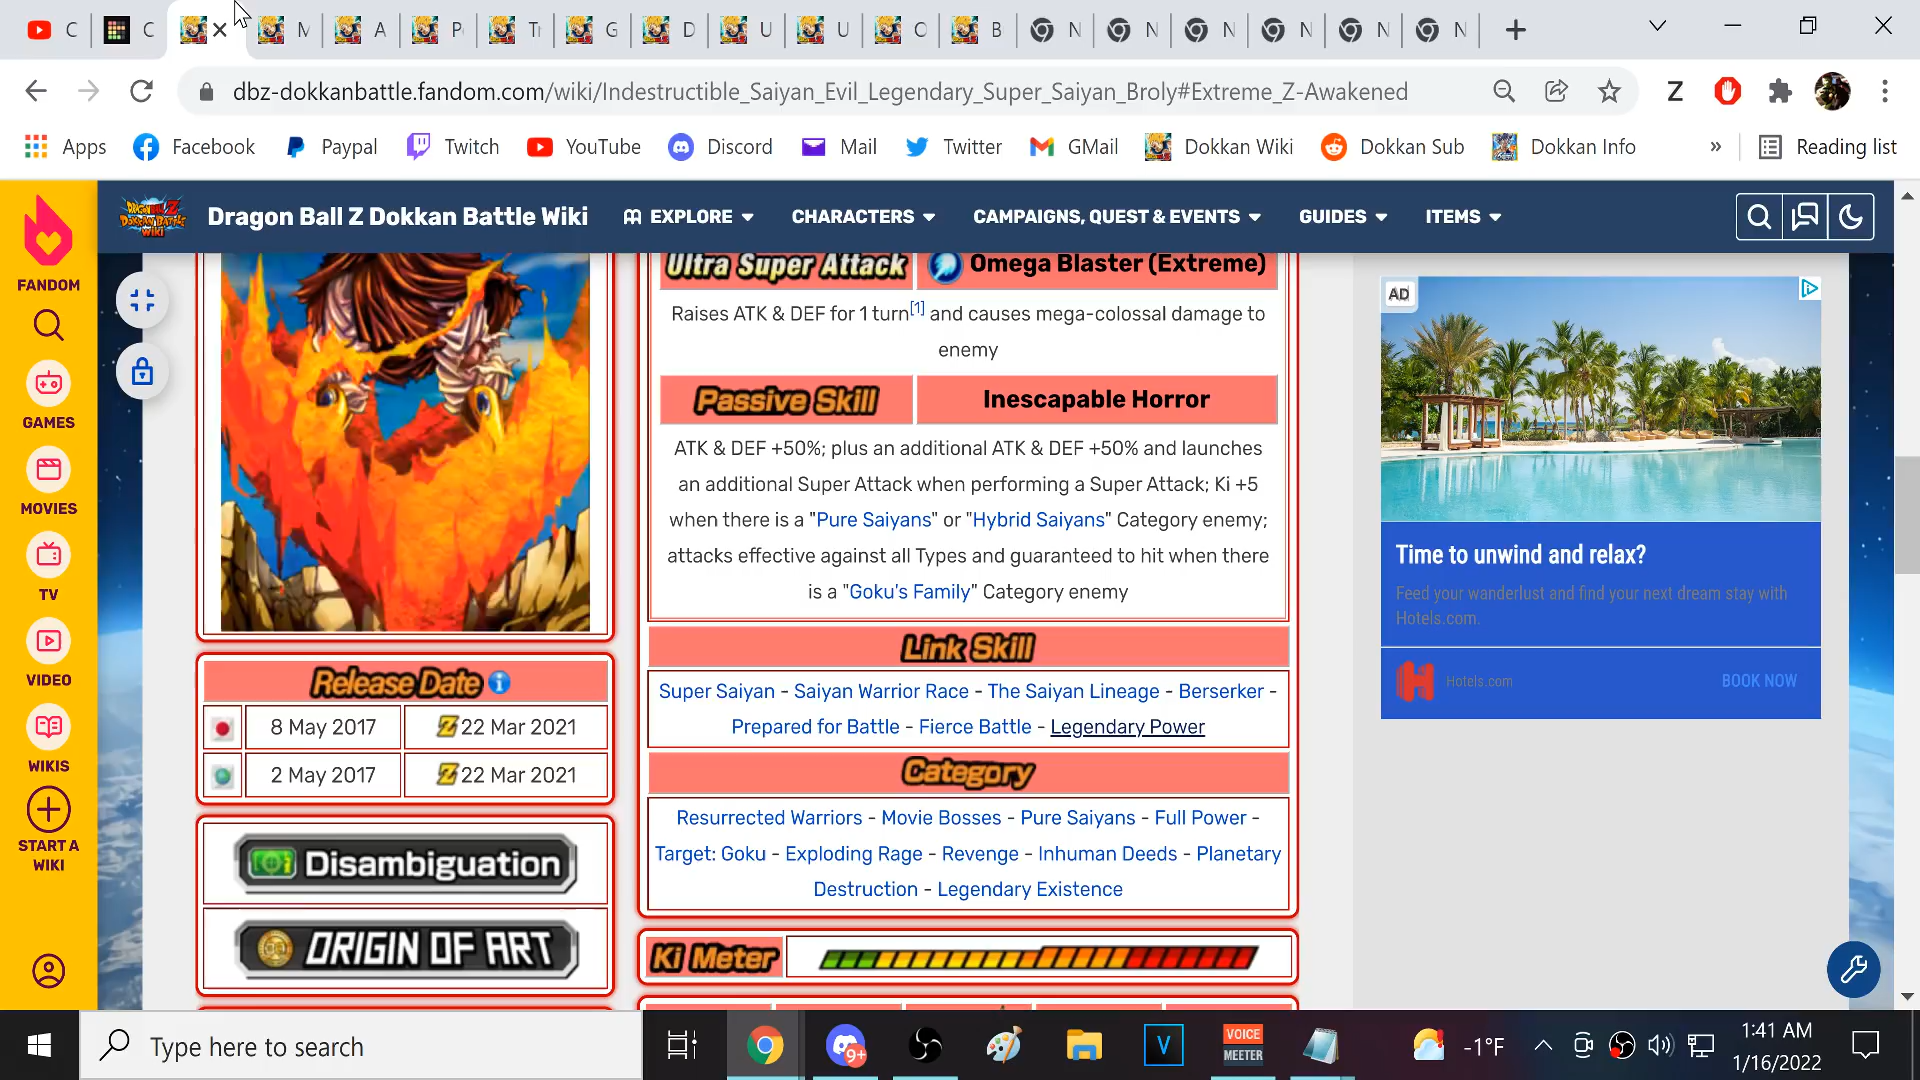 C C M A P Tr G D U U C B N N N N N N
dbz-dokkanbattle.fandom.com/wiki/Indestructible_Saiyan_Evil_Legendary_Super_Saiyan_Broly#Extreme_Z-Awakened
Z
Apps Facebook Paypal Twitch YouTube Discord Mail Twitter GMail Dokkan Wiki Dokkan Sub Dokkan Info » Reading list
Dragon Ball Z Dokkan Battle Wiki EXPLORE CHARACTERS CAMPAIGNS, QUEST & EVENTS GUIDES ITEMS
FANDOM
GAMES
MOVIES
TV
VIDEO
WIKIS
START A
WIKI
Ultra Super Attack Omega Blaster (Extreme)
Raises ATK & DEF for 1 turn[1] and causes mega-colossal damage to
enemy
Passive Skill Inescapable Horror
ATK & DEF +50%; plus an additional ATK & DEF +50% and launches
an additional Super Attack when performing a Super Attack; Ki +5
when there is a "Pure Saiyans" or "Hybrid Saiyans" Category enemy;
attacks effective against all Types and guaranteed to hit when there
is a "Goku's Family" Category enemy
Link Skill
Super Saiyan - Saiyan Warrior Race - The Saiyan Lineage - Berserker -
Prepared for Battle - Fierce Battle - Legendary Power
Category
Resurrected Warriors - Movie Bosses - Pure Saiyans - Full Power -
Target: Goku - Exploding Rage - Revenge - Inhuman Deeds - Planetary
Destruction - Legendary Existence
Ki Meter
Release Date i
8 May 2017 Z 22 Mar 2021
2 May 2017 Z 22 Mar 2021
Disambiguation
ORIGIN OF ART
AD
Time to unwind and relax?
Feed your wanderlust and find your next dream stay with
Hotels.com.
Hotels.com BOOK NOW
Type here to search
9+
V
VOICE
MEETER
-1°F
1:41 AM
1/16/2022